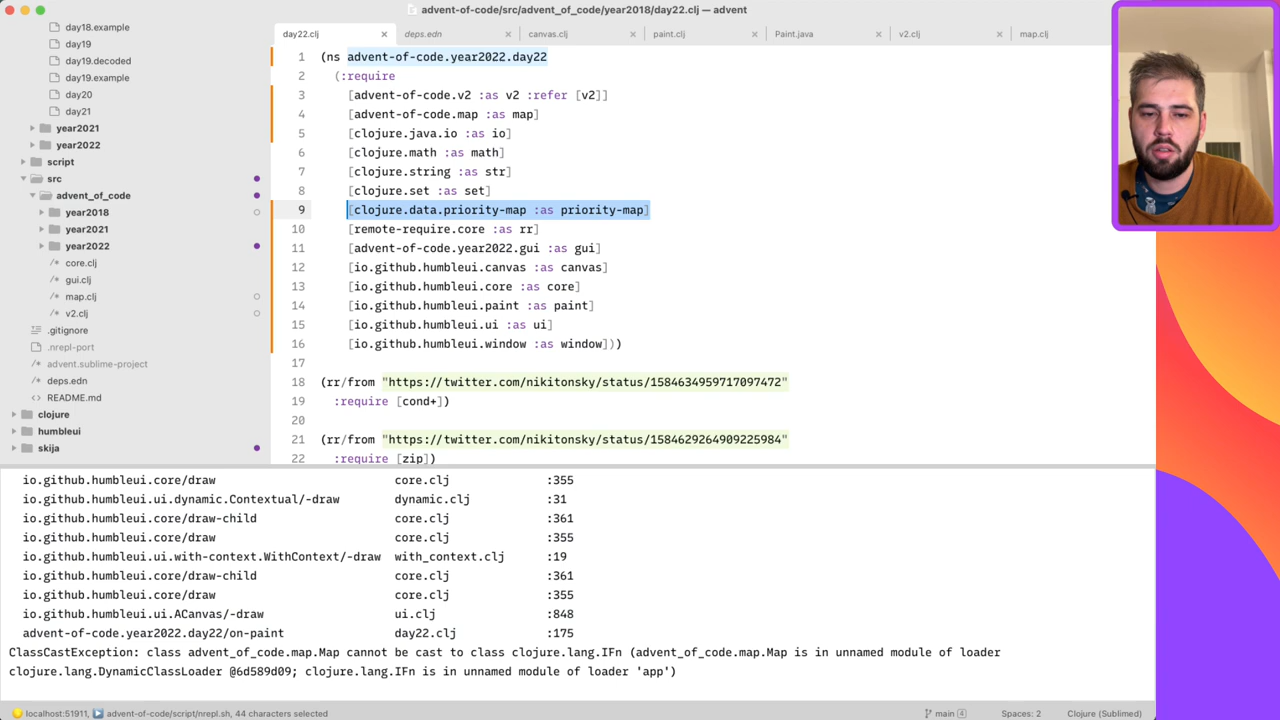 advent-of-code/src/advent_of_code/year2018/day22.clj — advent
day18.example
day19
day19.decoded
day19.example
day20
day21
year2021
year2022
script
src
advent_of_code
year2018
year2021
year2022
core.clj
gui.clj
map.clj
v2.clj
.gitignore
.nrepl-port
advent.sublime-project
deps.edn
README.md
clojure
humbleui
skija
day22.clj
deps.edn
canvas.clj
paint.clj
Paint.java
v2.clj
map.clj
1 (ns advent-of-code.year2022.day22
2 (:require
3 [advent-of-code.v2 :as v2 :refer [v2]]
4 [advent-of-code.map :as map]
5 [clojure.java.io :as io]
6 [clojure.math :as math]
7 [clojure.string :as str]
8 [clojure.set :as set]
9 [clojure.data.priority-map :as priority-map]
10 [remote-require.core :as rr]
11 [advent-of-code.year2022.gui :as gui]
12 [io.github.humbleui.canvas :as canvas]
13 [io.github.humbleui.core :as core]
14 [io.github.humbleui.paint :as paint]
15 [io.github.humbleui.ui :as ui]
16 [io.github.humbleui.window :as window]))
17
18 (rr/from "https://twitter.com/nikitonsky/status/1584634959717097472"
19 :require [cond+])
20
21 (rr/from "https://twitter.com/nikitonsky/status/1584629264909225984"
22 :require [zip])
io.github.humbleui.core/draw core.clj :355
io.github.humbleui.ui.dynamic.Contextual/-draw dynamic.clj :31
io.github.humbleui.core/draw-child core.clj :361
io.github.humbleui.core/draw core.clj :355
io.github.humbleui.ui.with-context.WithContext/-draw with_context.clj :19
io.github.humbleui.core/draw-child core.clj :361
io.github.humbleui.core/draw core.clj :355
io.github.humbleui.ui.ACanvas/-draw ui.clj :848
advent-of-code.year2022.day22/on-paint day22.clj :175
ClassCastException: class advent_of_code.map.Map cannot be cast to class clojure.lang.IFn (advent_of_code.map.Map is in unnamed module of loader
clojure.lang.DynamicClassLoader @6d589d09; clojure.lang.IFn is in unnamed module of loader 'app')
localhost:51911, advent-of-code/script/nrepl.sh, 44 characters selected
main 4
Spaces: 2
Clojure (Sublimed)